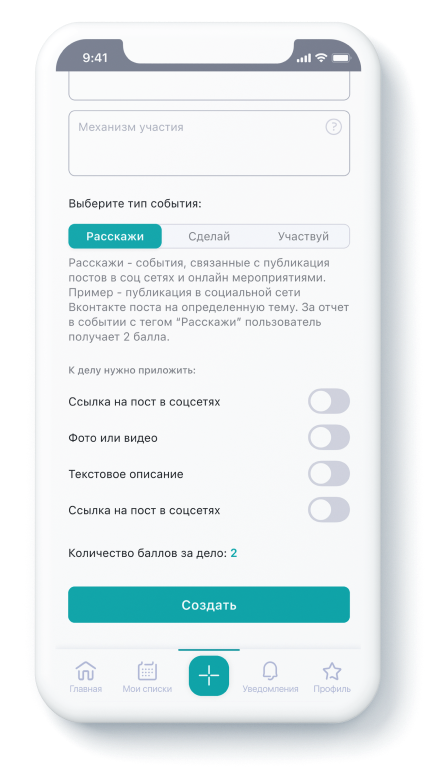 9:41
Механизм участия
?
Выберите тип события:
Расскажи Сделай Участвуй
Расскажи - события, связанные с публикация
постов в соц сетях и онлайн мероприятиями.
Пример - публикация в социальной сети
Вконтакте поста на определенную тему. За отчет
в событии с тегом “Расскажи” пользователь
получает 2 балла.
К делу нужно приложить:
Ссылка на пост в соцсетях
Фото или видео
Текстовое описание
Ссылка на пост в соцсетях
Количество баллов за дело: 2
Создать
Главная Мои списки Уведомления Профиль